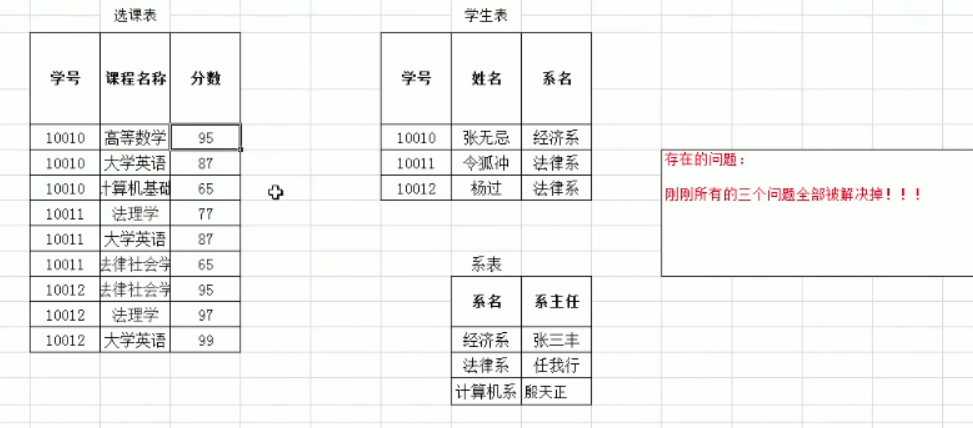 选课表
学号 课程名称 分数
10010 高等数学 95
10010 大学英语 87
10010 计算机基础 65
10011 法理学 77
10011 大学英语 87
10011 法律社会学 65
10012 法律社会学 95
10012 法理学 97
10012 大学英语 99
学生表
学号 姓名 系名
10010 张无忌 经济系
10011 令狐冲 法律系
10012 杨过 法律系
系表
系名 系主任
经济系 张三丰
法律系 任我行
计算机系 殷天正
存在的问题：
刚刚所有的三个问题全部被解决掉！！！